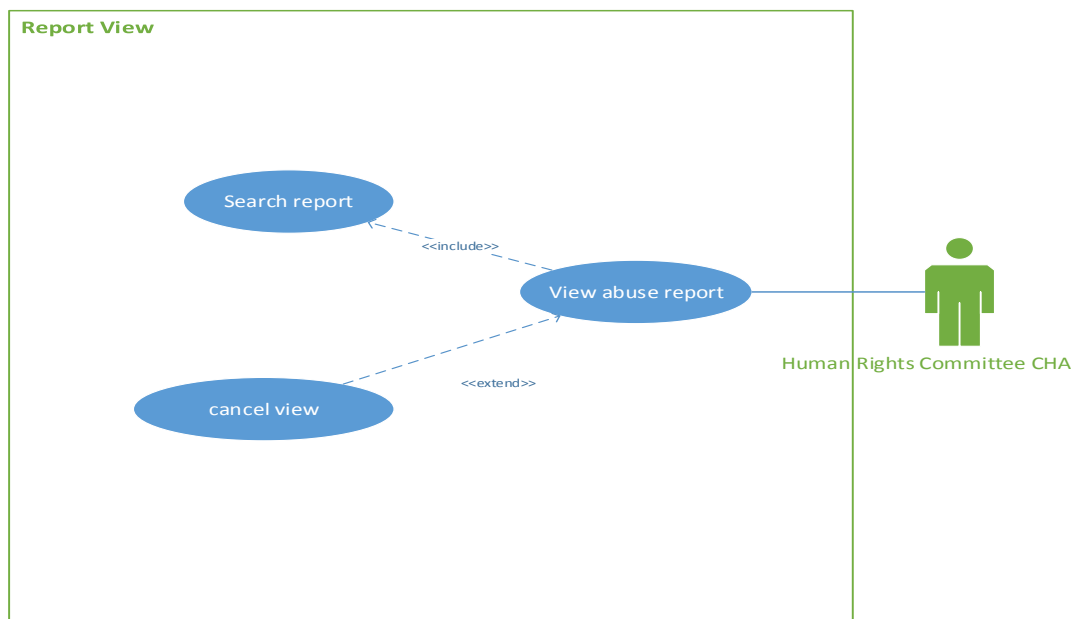 Report View
Search report
<<include>>
View abuse report
Human Rights Committee CHA
<<extend>>
cancel view